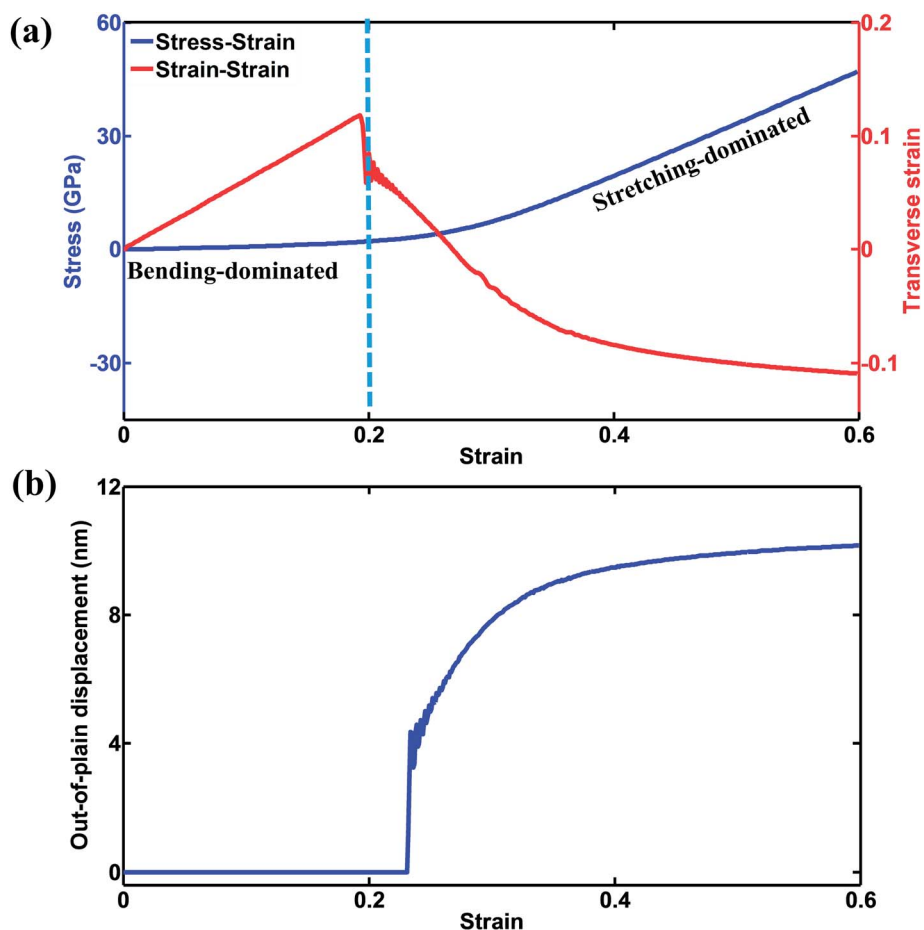 (a)
60
30
0
-30
Stress (GPa)
Stress-Strain
Strain-Strain
Bending-dominated
Stretching-dominated
0.2
0.1
0
-0.1
Transverse strain
0
0.2
0.4
0.6
Strain
(b)
12
8
4
0
Out-of-plain displacement (nm)
0
0.2
0.4
0.6
Strain